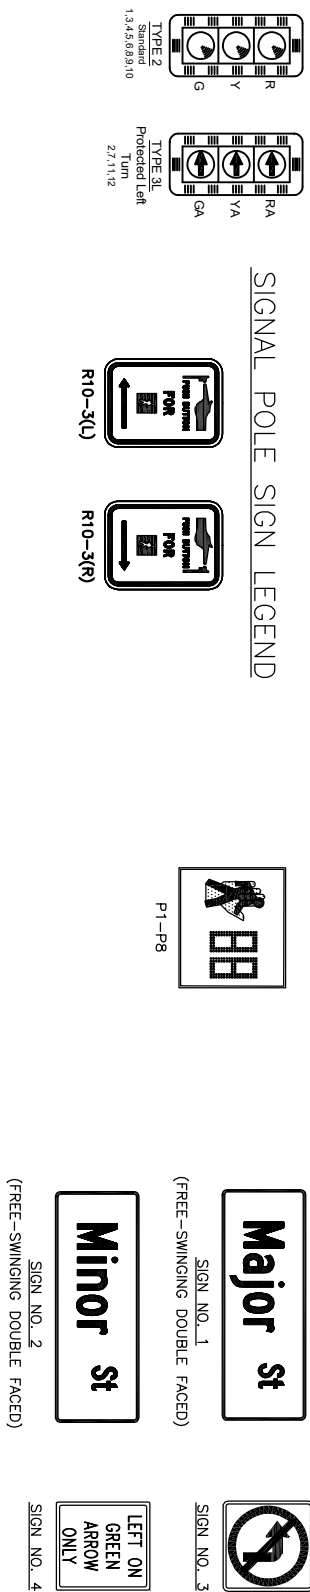 R
Y
G
TYPE 2
Standard
1,3,4,5,6,8,9,10
RA
YA
GA
TYPE 3L
Protected Left
Turn
2,7,11,12
SIGNAL POLE SIGN LEGEND
PUSH BUTTON
FOR
R10-3(L)
PUSH BUTTON
FOR
R10-3(R)
88
P1-P8
Major St
SIGN NO. 1
(FREE-SWINGING DOUBLE FACED)
Minor St
SIGN NO. 2
(FREE-SWINGING DOUBLE FACED)
SIGN NO. 3
LEFT ON
GREEN
ARROW
ONLY
SIGN NO. 4